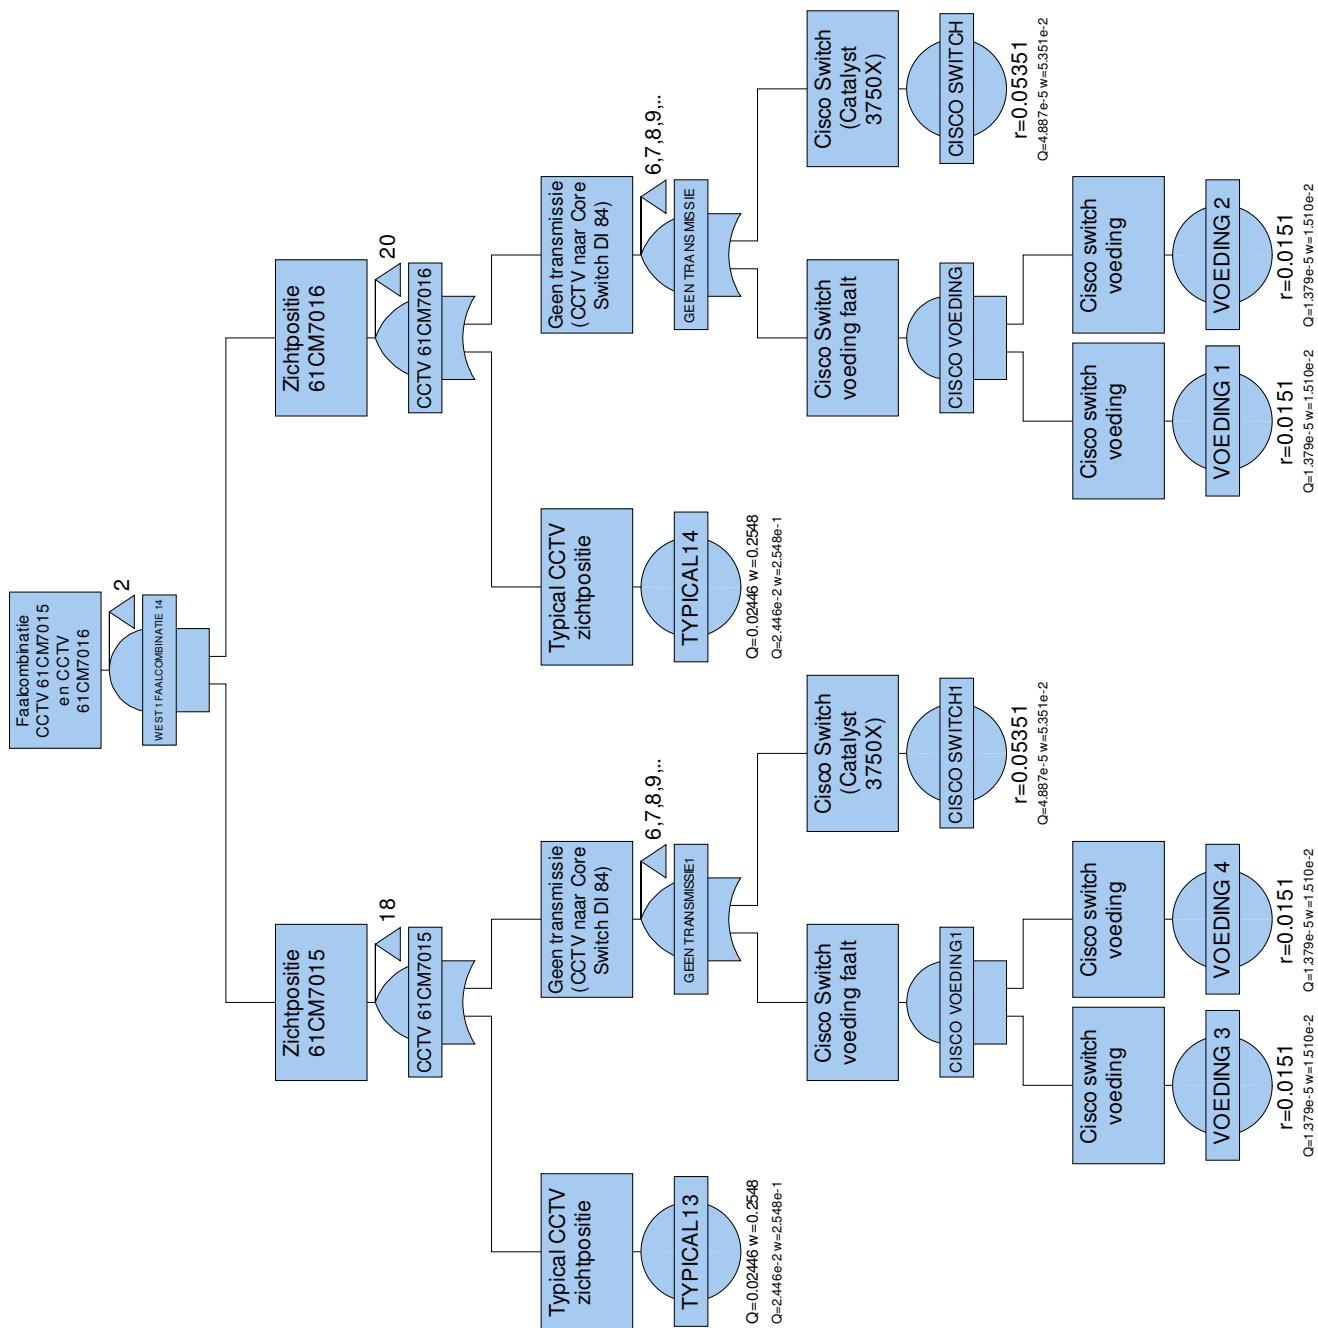 Faalcombinatie
CCTV 61CM7015
en CCTV
61CM7016
2
WEST 1 FAALCOMBINATIE 14
Zichtpositie
61CM7015
18
CCTV 61CM7015
Zichtpositie
61CM7016
20
CCTV 61CM7016
Typical CCTV
zichtpositie
TYPICAL13
Q=0.02446 w=0.2548
Q=2.446e-2 w=2.548e-1
Geen transmissie
(CCTV naar Core
Switch DI 84)
6,7,8,9,..
GEEN TRANSMISSIE1
Typical CCTV
zichtpositie
TYPICAL14
Q=0.02446 w=0.2548
Q=2.446e-2 w=2.548e-1
Geen transmissie
(CCTV naar Core
Switch DI 84)
6,7,8,9,..
GEEN TRANSMISSIE
Cisco Switch
voeding faalt
CISCO VOEDING1
Cisco Switch
(Catalyst
3750X)
CISCO SWITCH1
r=0.05351
Q=4.887e-5 w=5.351e-2
Cisco Switch
voeding faalt
CISCO VOEDING
Cisco Switch
(Catalyst
3750X)
CISCO SWITCH
r=0.05351
Q=4.887e-5 w=5.351e-2
Cisco switch
voeding
VOEDING 3
r=0.0151
Q=1.379e-5 w=1.510e-2
Cisco switch
voeding
VOEDING 4
r=0.0151
Q=1.379e-5 w=1.510e-2
Cisco switch
voeding
VOEDING 1
r=0.0151
Q=1.379e-5 w=1.510e-2
Cisco switch
voeding
VOEDING 2
r=0.0151
Q=1.379e-5 w=1.510e-2